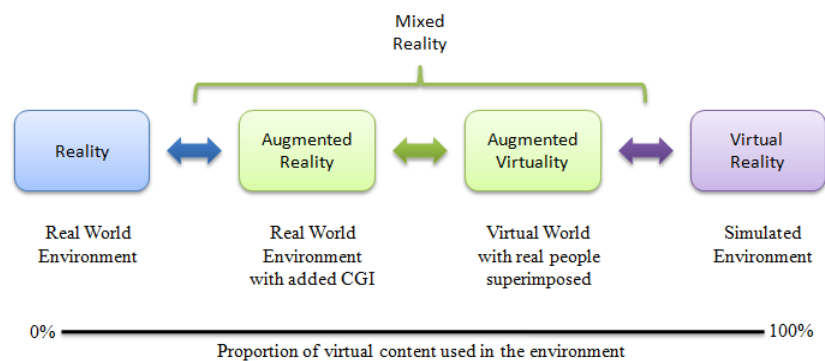 Mixed
Reality
Reality
Augmented
Reality
Augmented
Virtuality
Virtual
Reality
Real World
Environment
Real World
Environment
with added CGI
Virtual World
with real people
superimposed
Simulated
Environment
0%
100%
Proportion of virtual content used in the environment